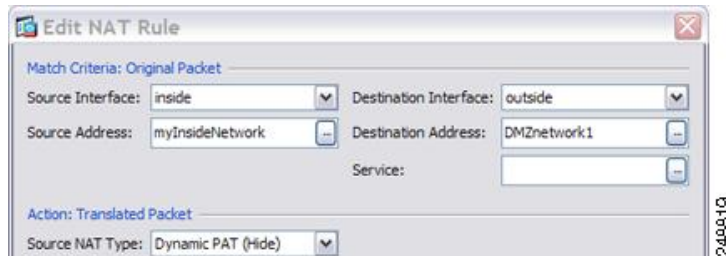 Edit NAT Rule
Match Criteria: Original Packet
Source Interface: inside Destination Interface: outside
Source Address: myInsideNetwork ... Destination Address: DMZnetwork1 ...
Service: ...
Action: Translated Packet
Source NAT Type: Dynamic PAT (Hide)
248819